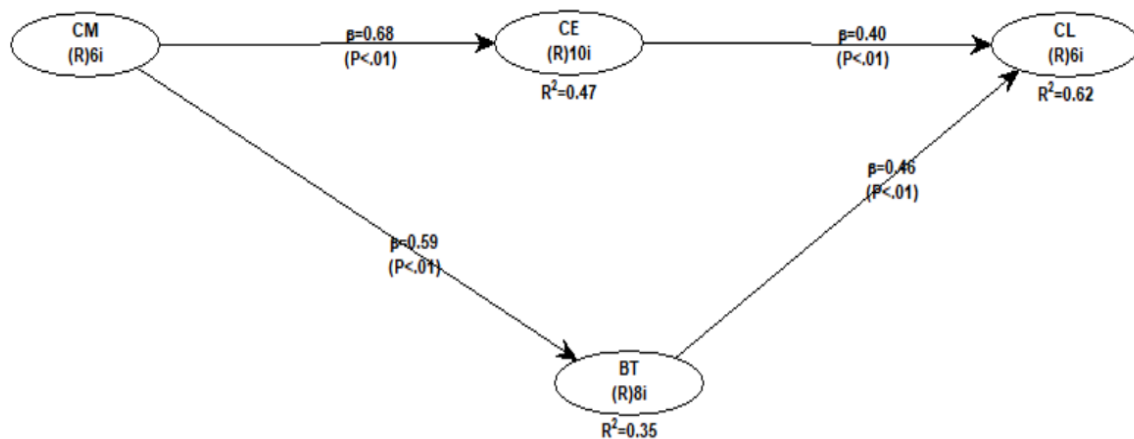 CM
(R)6i
β=0.68
(P<.01)
CE
(R)10i
R²=0.47
β=0.40
(P<.01)
CL
(R)6i
R²=0.62
β=0.46
(P<.01)
β=0.59
(P<.01)
BT
(R)8i
R²=0.35